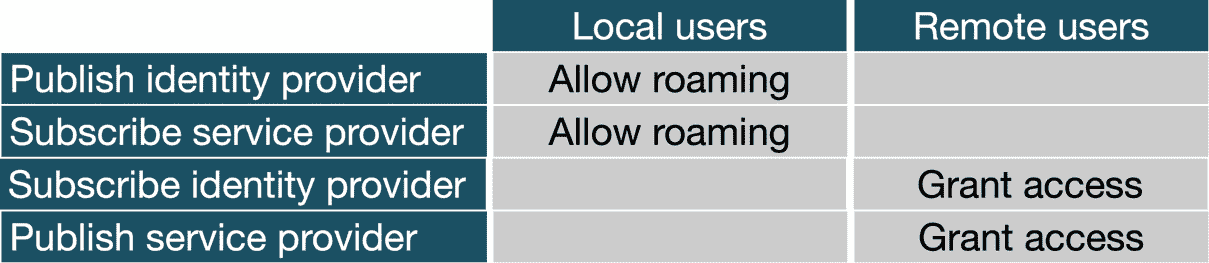 Local users Remote users
Publish identity provider Allow roaming
Subscribe service provider Allow roaming
Subscribe identity provider Grant access
Publish service provider Grant access